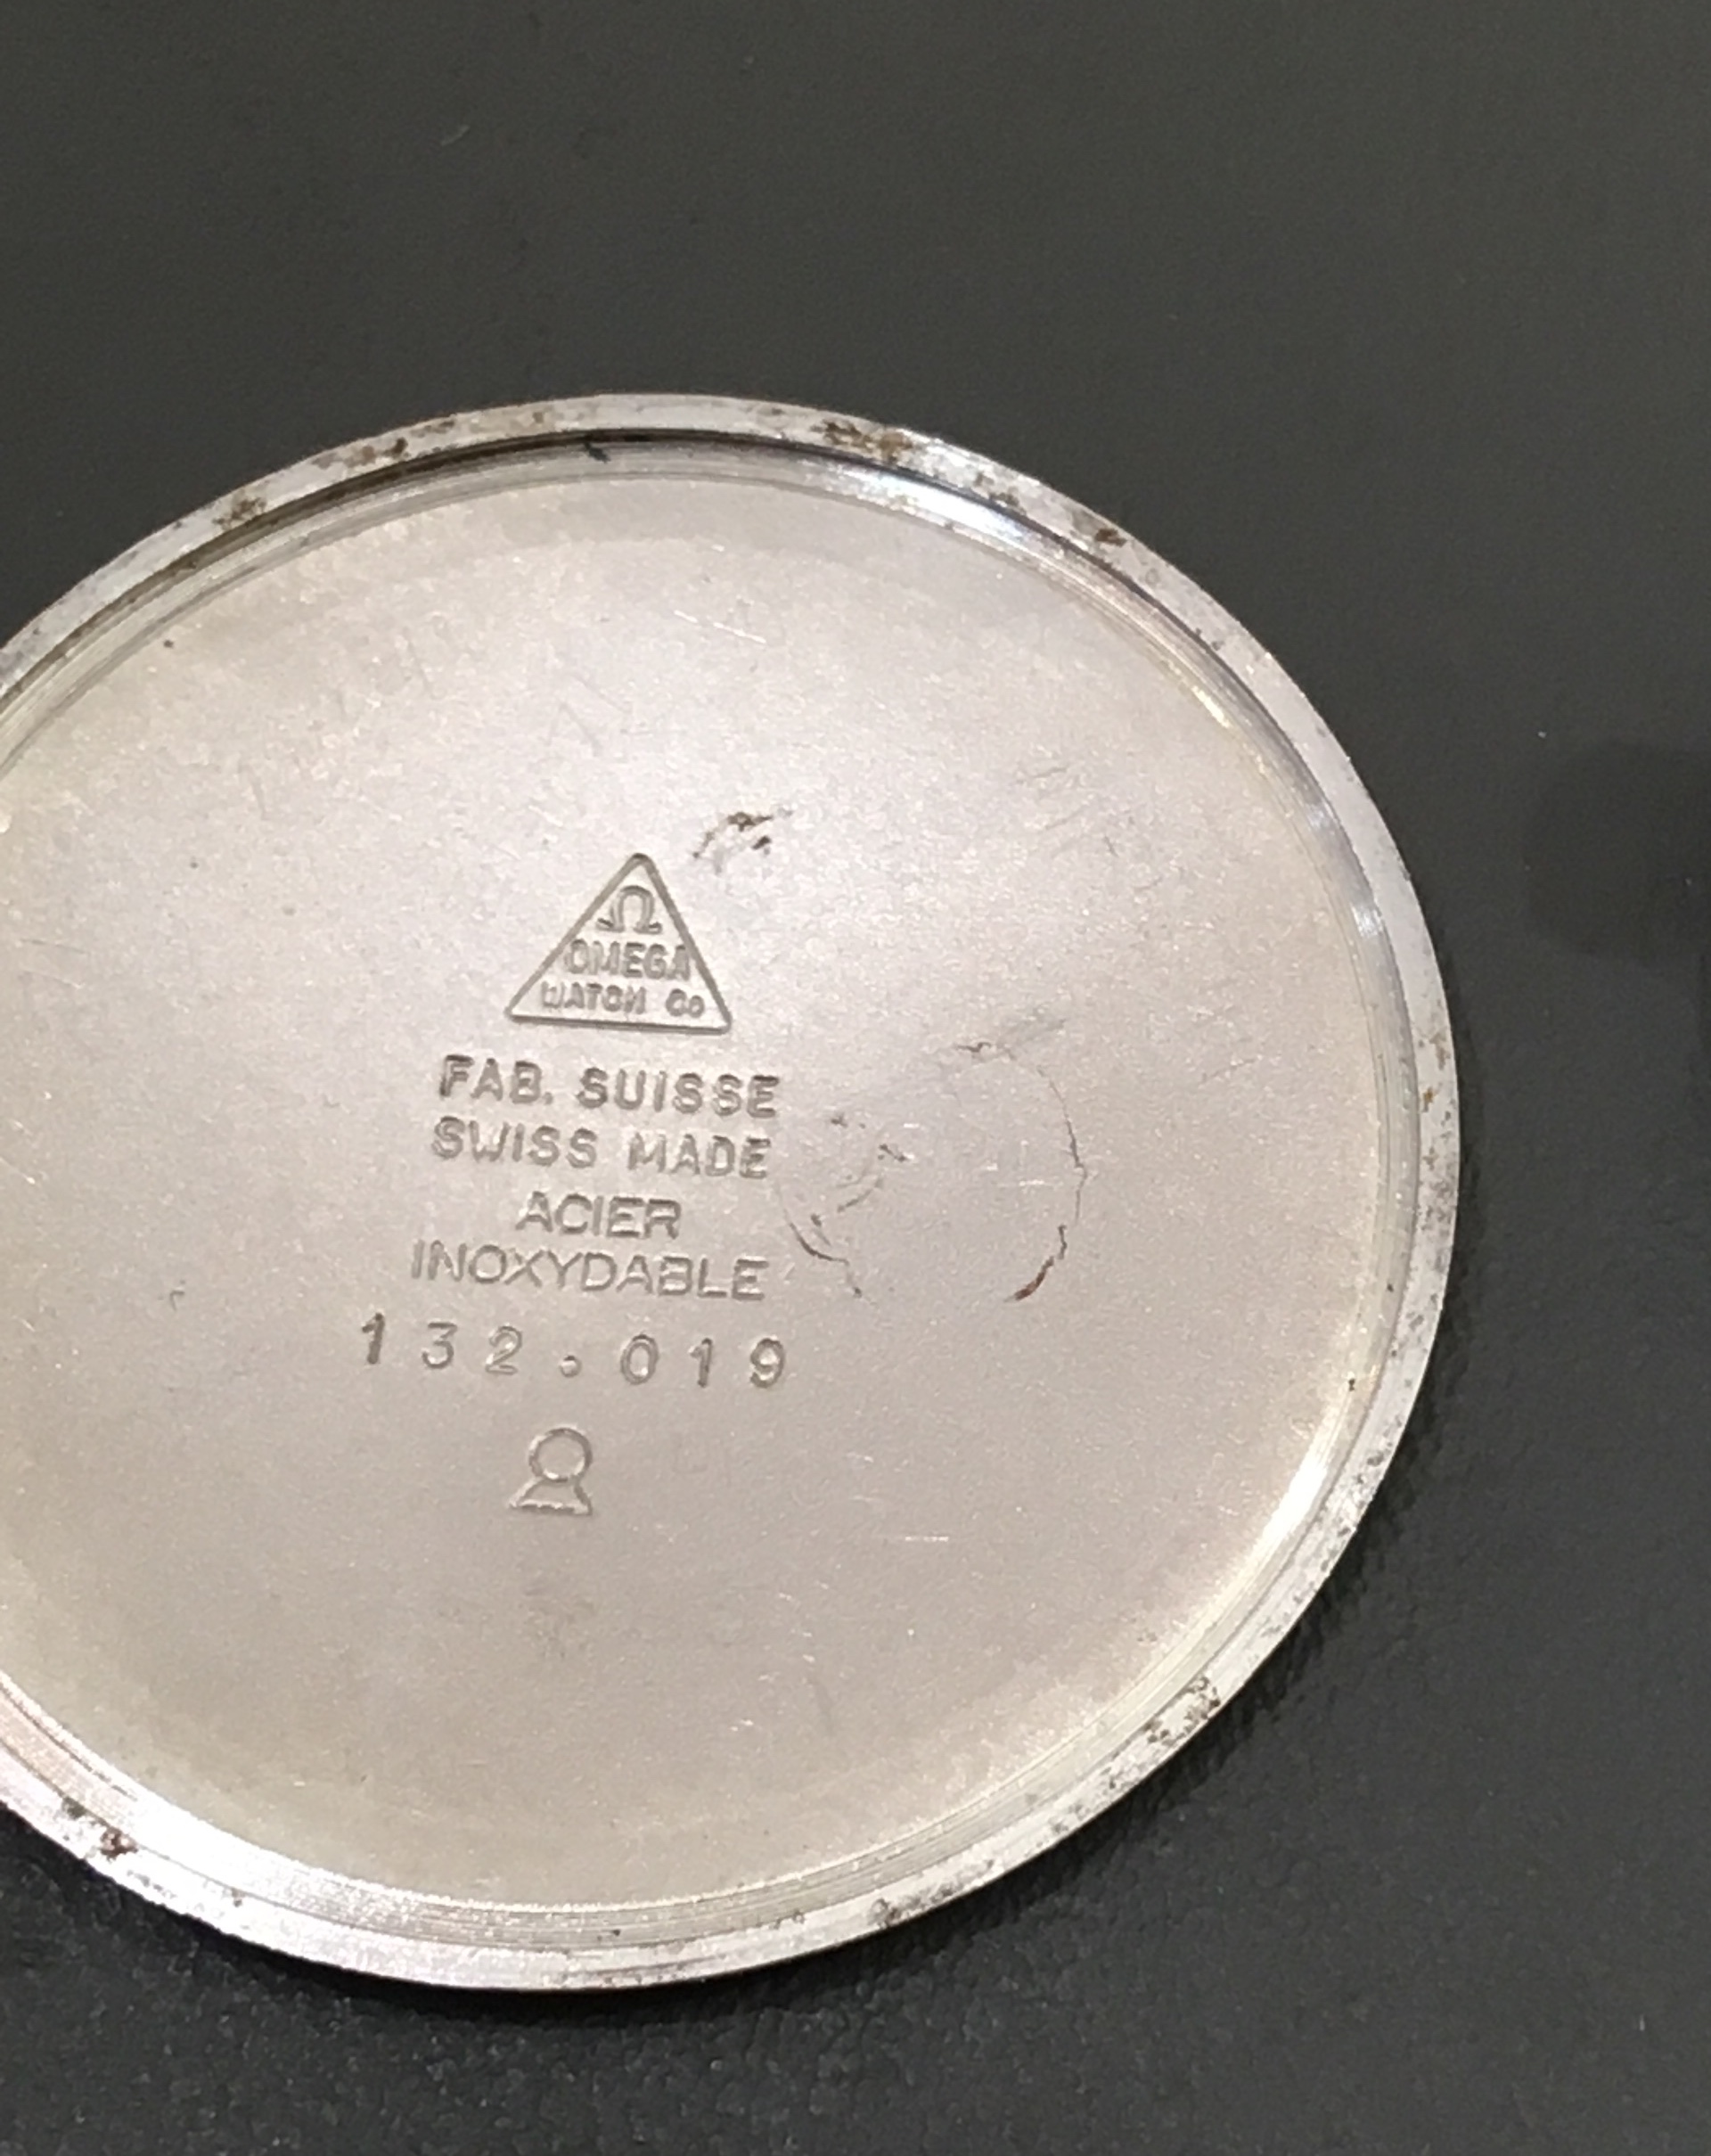 Ω
OMEGA
WATCH Co
FAB. SUISSE
SWISS MADE
ACIER
INOXYDABLE
132.019